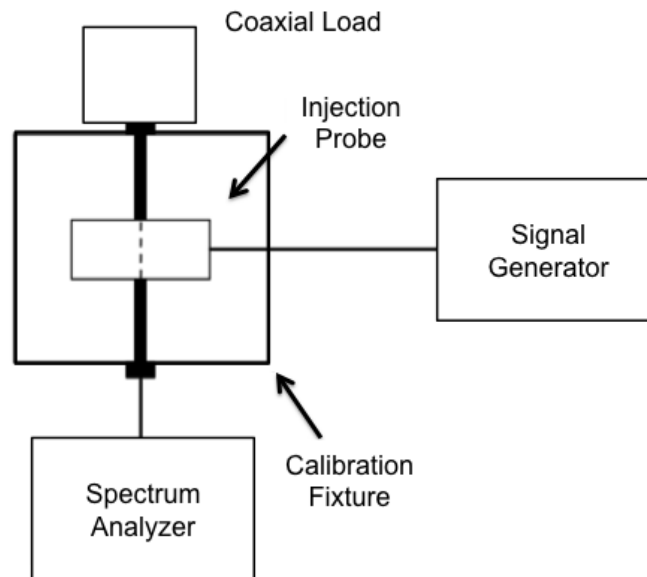 Coaxial Load
Injection
Probe
Signal
Generator
Calibration
Fixture
Spectrum
Analyzer